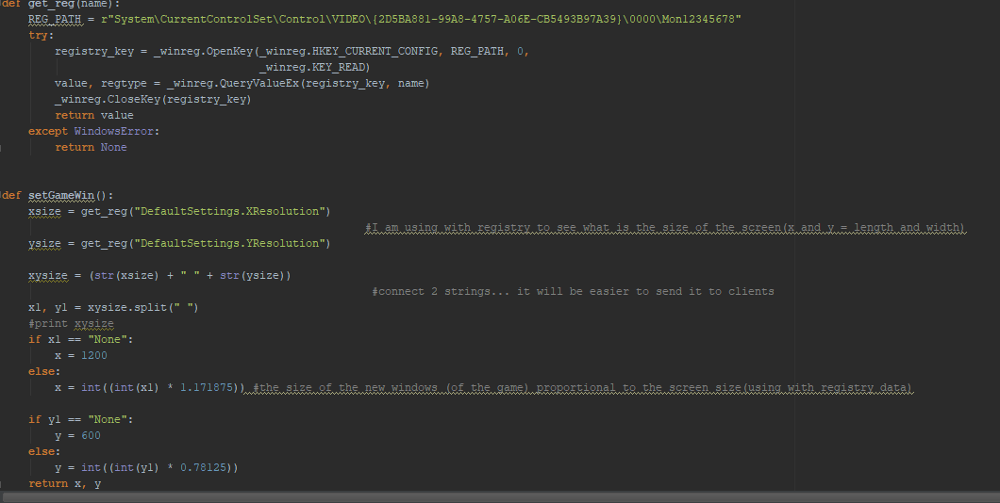 def get_reg(name):
    REG_PATH = r"System\CurrentControlSet\Control\VIDEO\{2D5BA881-99A8-4757-A06E-CB5493B97A39}\0000\Mon12345678"
    try:
        registry_key = _winreg.OpenKey(_winreg.HKEY_CURRENT_CONFIG, REG_PATH, 0,
                                       _winreg.KEY_READ)
        value, regtype = _winreg.QueryValueEx(registry_key, name)
        _winreg.CloseKey(registry_key)
        return value
    except WindowsError:
        return None
def setGameWin():
    xsize = get_reg("DefaultSettings.XResolution")
    #I am using with registry to see what is the size of the screen(x and y = length and width)
    ysize = get_reg("DefaultSettings.YResolution")
    xysize = (str(xsize) + " " + str(ysize))
    #connect 2 strings... it will be easier to send it to clients
    x1, y1 = xysize.split(" ")
    #print xysize
    if x1 == "None":
        x = 1200
    else:
        x = int((int(x1) * 1.171875)) #the size of the new windows (of the game) proportional to the screen size(using with registry data)
    if y1 == "None":
        y = 600
    else:
        y = int((int(y1) * 0.78125))
    return x, y